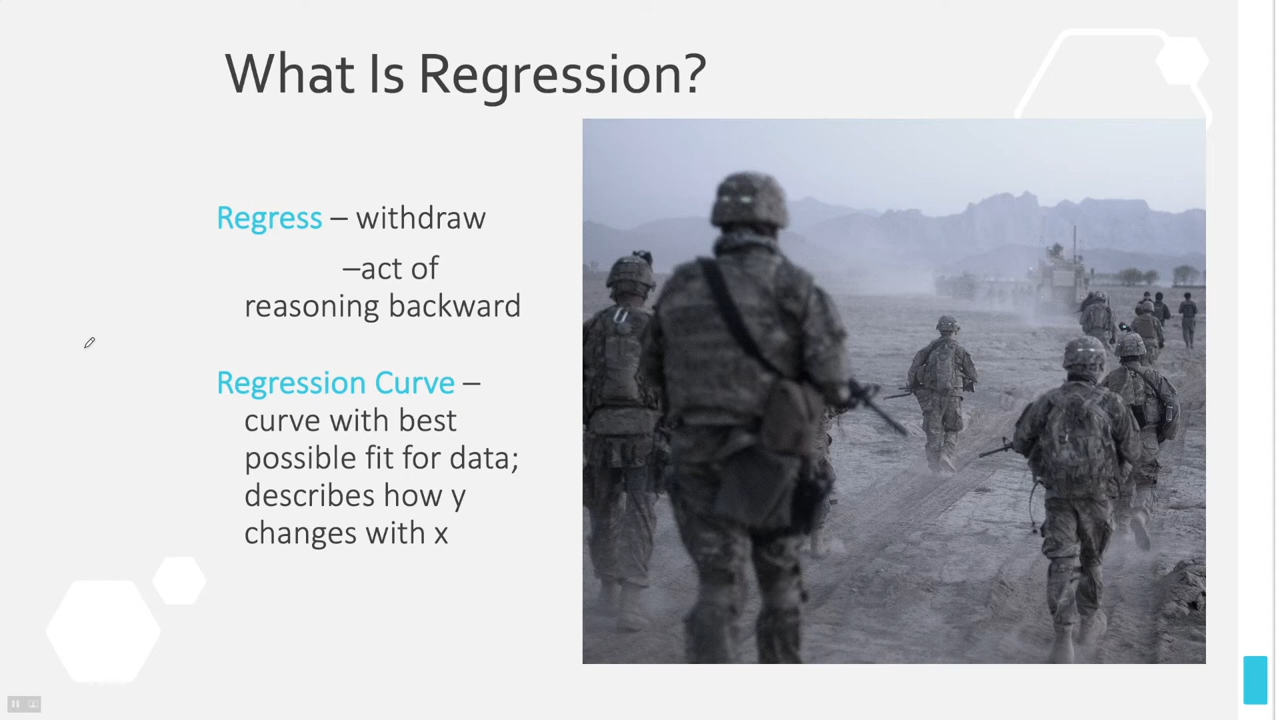 What Is Regression?
Regress – withdraw
–act of
reasoning backward
Regression Curve –
curve with best
possible fit for data;
describes how y
changes with x